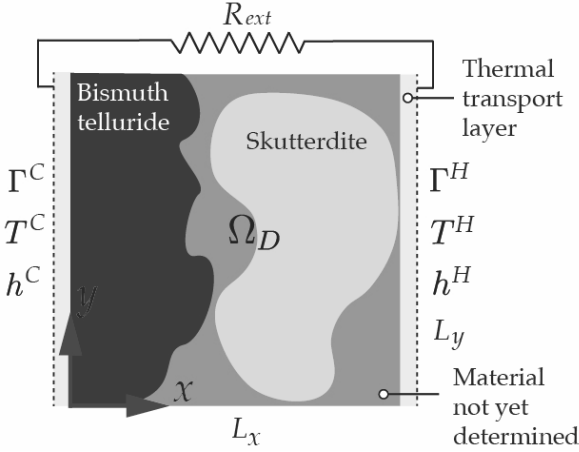 R_ext
Bismuth
telluride
Skutterdite
Thermal
transport
layer
Γ^C
T^C
h^C
Ω_D
Γ^H
T^H
h^H
y
x
L_y
L_x
Material
not yet
determined